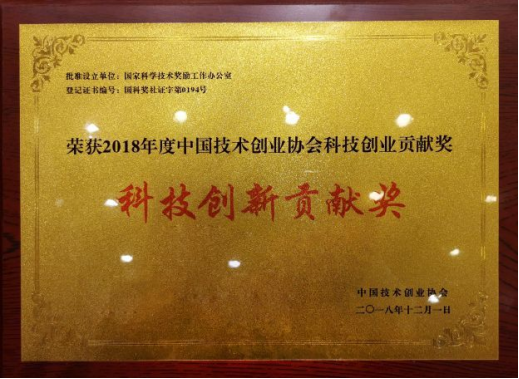 批准设立单位：国家科学技术奖励工作办公室
登记证书编号：国科奖社证字第0194号
荣获2018年度中国技术创业协会科技创业贡献奖
科技创新贡献奖
中国技术创业协会
二〇一八年十二月一日